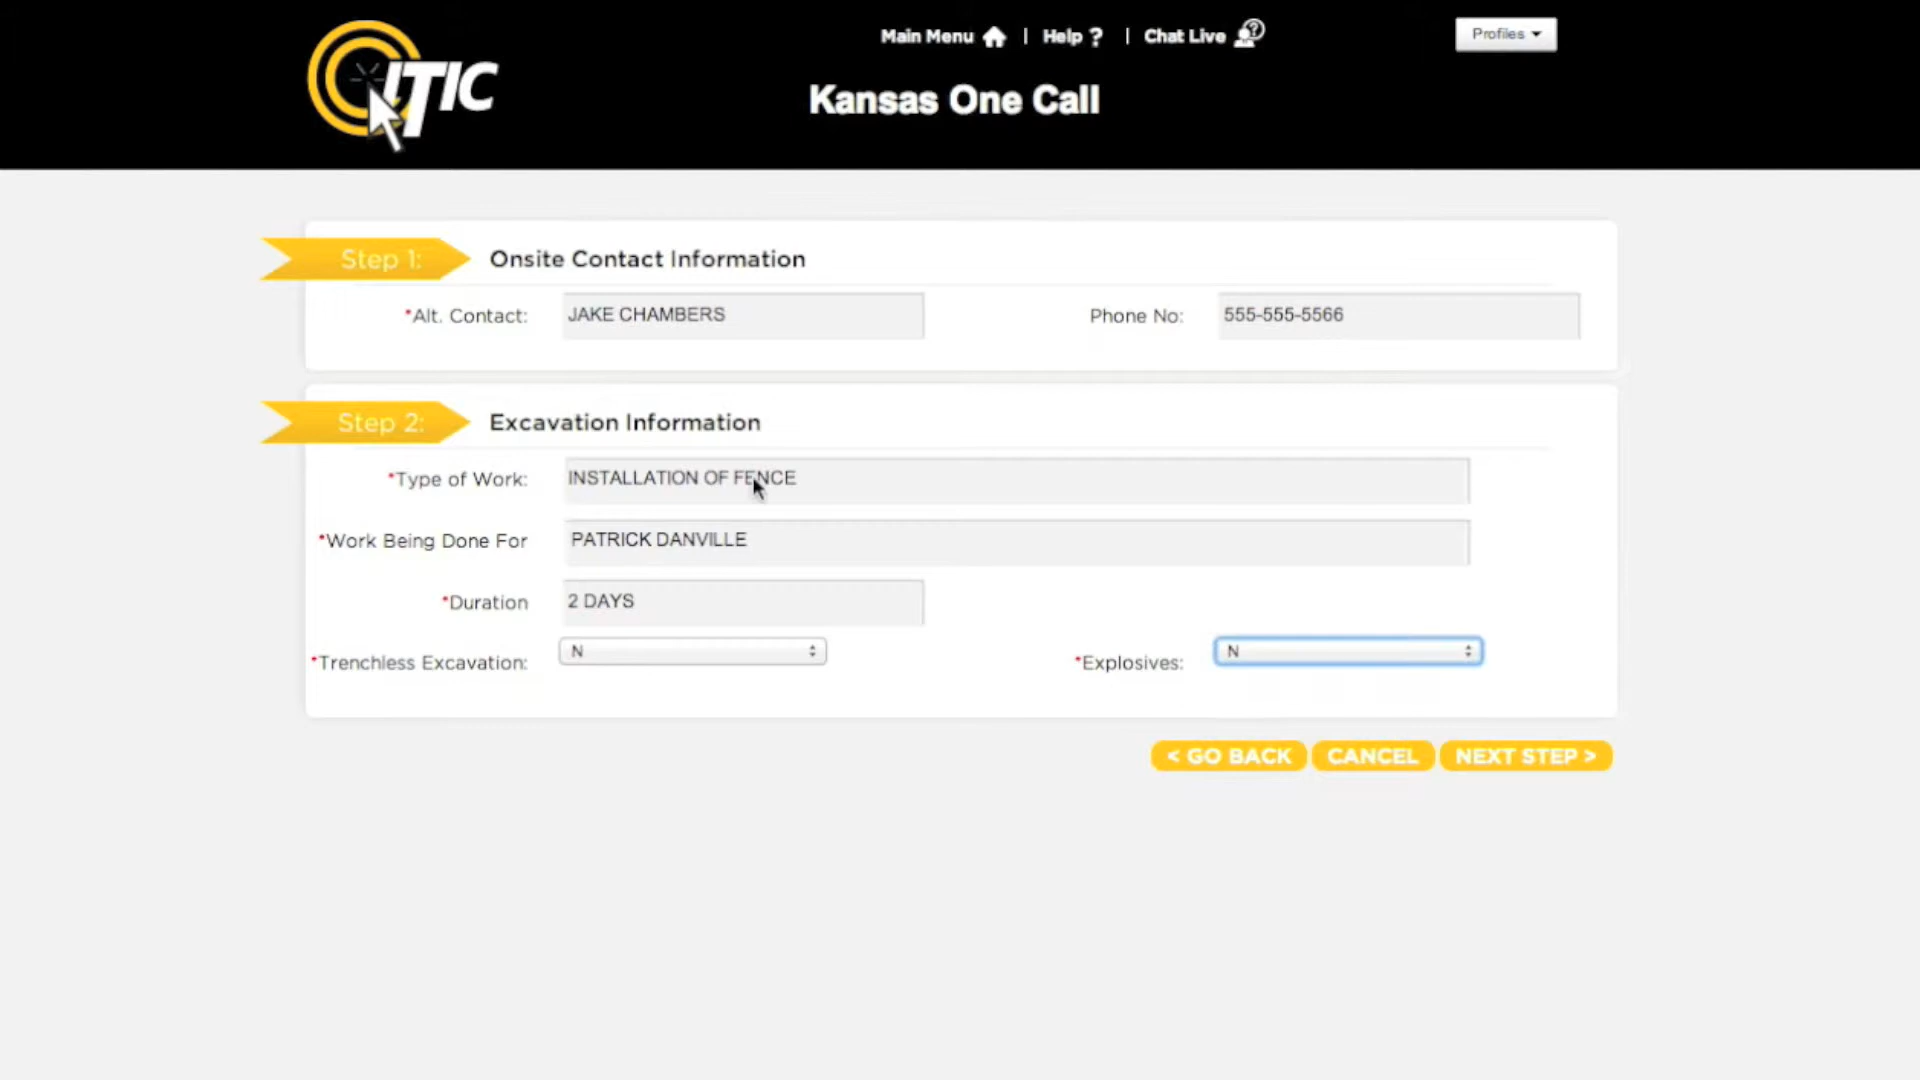 ITIC
Main Menu | Help ? | Chat Live ?
Profiles
Kansas One Call
Step 1: Onsite Contact Information
*Alt. Contact: JAKE CHAMBERS Phone No: 555-555-5566
Step 2: Excavation Information
*Type of Work: INSTALLATION OF FENCE
*Work Being Done For PATRICK DANVILLE
*Duration 2 DAYS
*Trenchless Excavation: N *Explosives: N
< GO BACK CANCEL NEXT STEP >